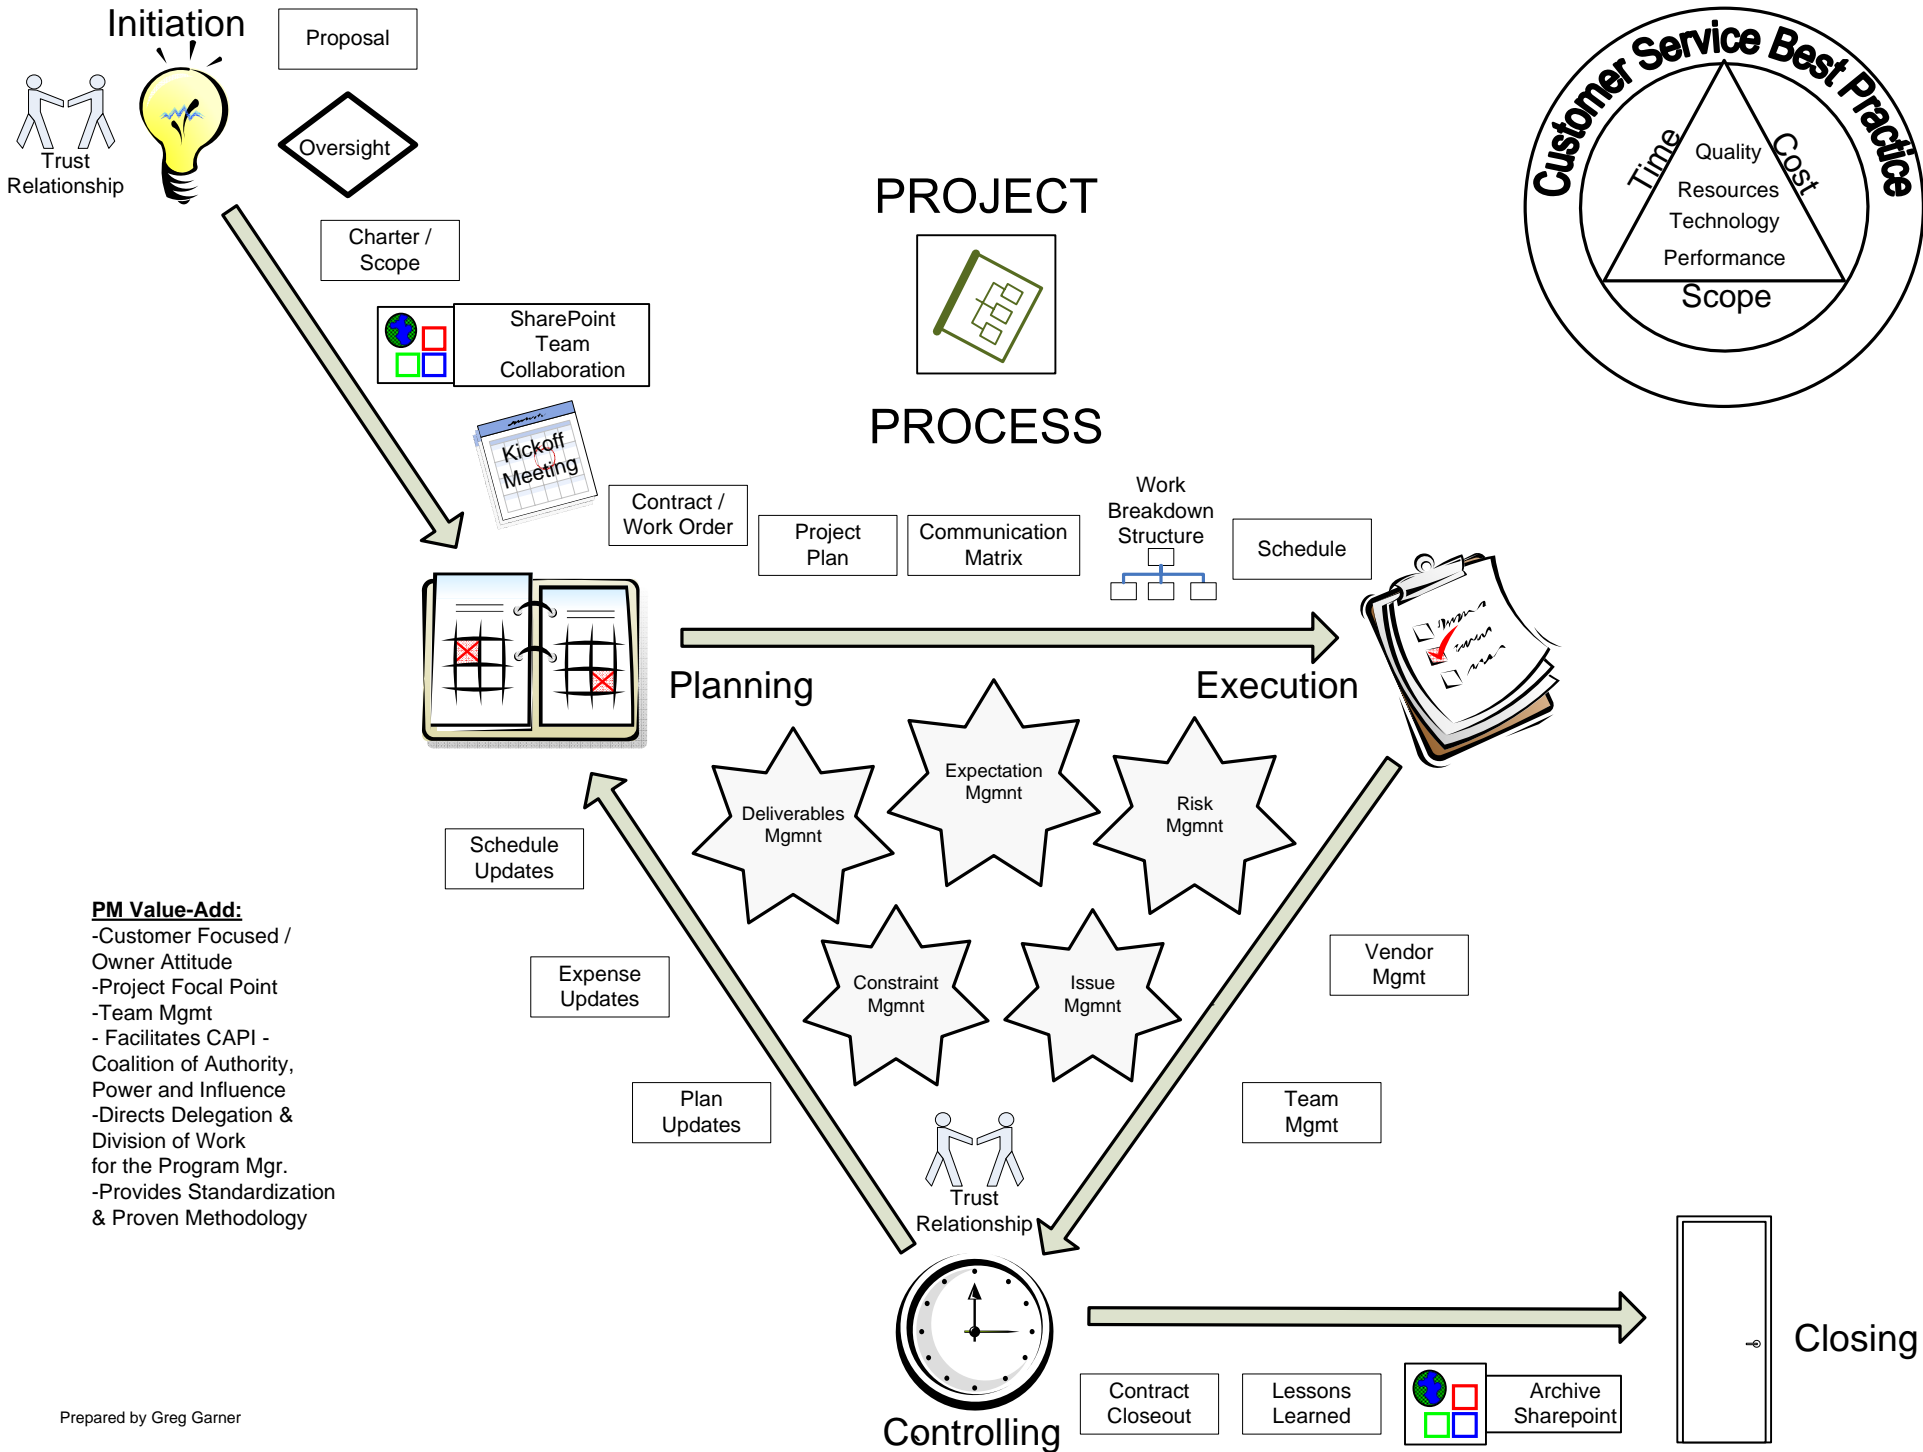 Initiation
Proposal
Trust
Relationship
Oversight
Charter /
Scope
SharePoint
Team
Collaboration
Kickoff
Meeting
PROJECT
PROCESS
Customer Service Best Practice
Time
Cost
Quality
Resources
Technology
Performance
Scope
Contract /
Work Order
Project
Plan
Communication
Matrix
Work
Breakdown
Structure
Schedule
Planning
Execution
Deliverables
Mgmnt
Expectation
Mgmnt
Risk
Mgmnt
Constraint
Mgmnt
Issue
Mgmnt
Schedule
Updates
Expense
Updates
Plan
Updates
Vendor
Mgmt
Team
Mgmt
PM Value-Add:
-Customer Focused /
Owner Attitude
-Project Focal Point
-Team Mgmt
- Facilitates CAPI -
Coalition of Authority,
Power and Influence
-Directs Delegation &
Division of Work
for the Program Mgr.
-Provides Standardization
& Proven Methodology
Trust
Relationship
Controlling
Closing
Contract
Closeout
Lessons
Learned
Archive
Sharepoint
Prepared by Greg Garner